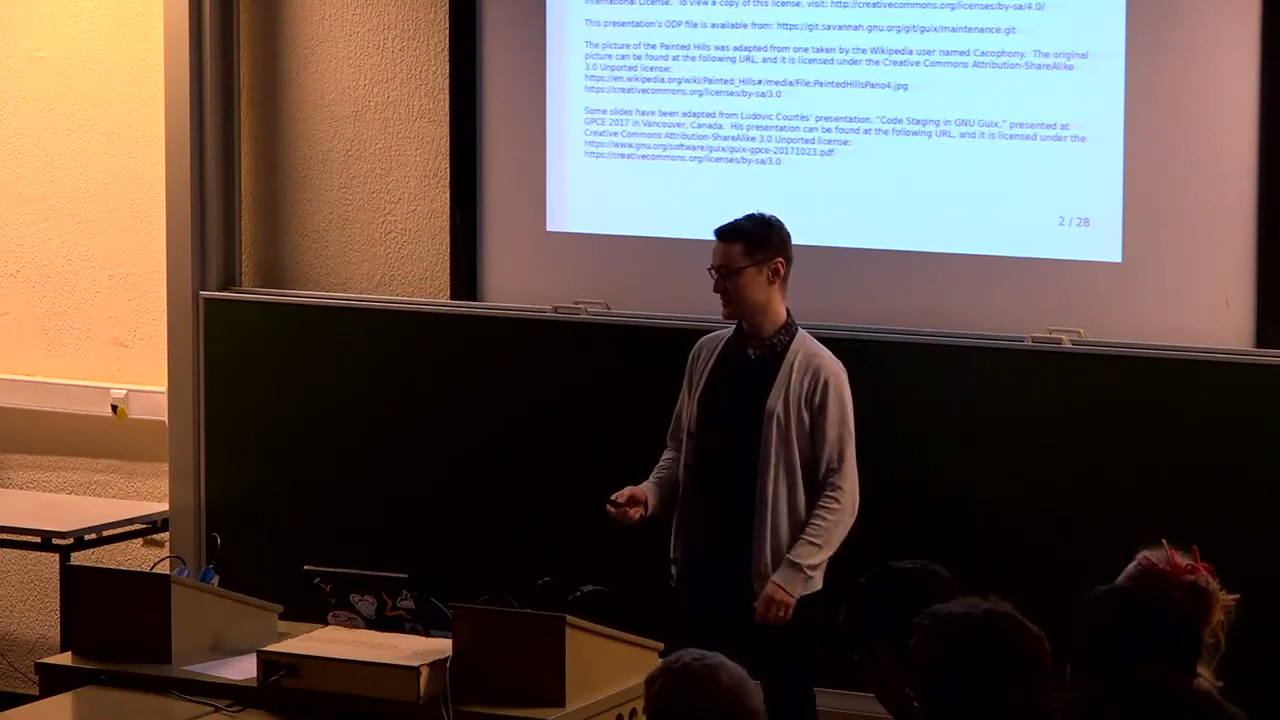 International License. To view a copy of this license, visit: http://creativecommons.org/licenses/by-sa/4.0/
This presentation's ODP file is available from: https://git.savannah.gnu.org/git/guix/maintenance.git
The picture of the Painted Hills was adapted from one taken by the Wikipedia user named Cacophony. The original
picture can be found at the following URL, and it is licensed under the Creative Commons Attribution-ShareAlike
3.0 Unported license:
https://en.wikipedia.org/wiki/Painted_Hills#/media/File:PaintedHillsPano4.jpg
https://creativecommons.org/licenses/by-sa/3.0
Some slides have been adapted from Ludovic Courtès' presentation, "Code Staging in GNU Guix," presented at
GPCE 2017 in Vancouver, Canada. His presentation can be found at the following URL, and it is licensed under the
Creative Commons Attribution-ShareAlike 3.0 Unported license:
https://www.gnu.org/software/guix/guix-gpce-20171023.pdf
https://creativecommons.org/licenses/by-sa/3.0
2 / 28